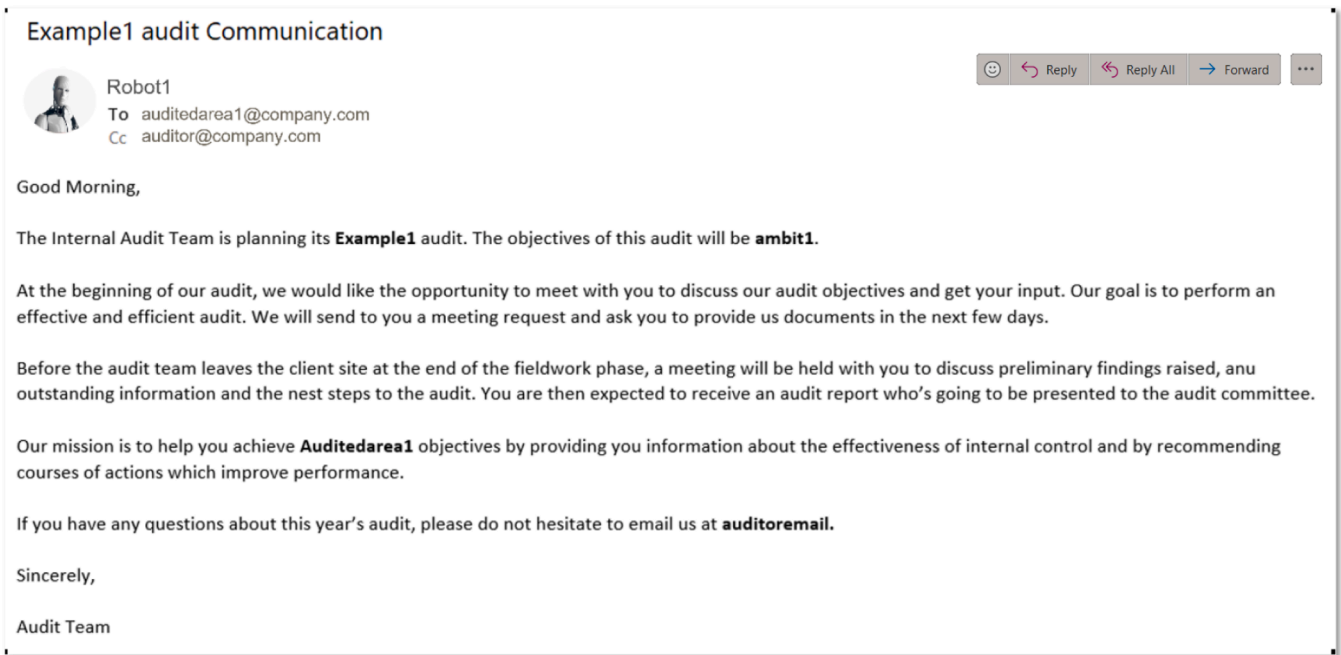 Example1 audit Communication
Robot1
Reply
Reply All
Forward
To auditedarea1@company.com
Cc auditor@company.com
Good Morning,
The Internal Audit Team is planning its Example1 audit. The objectives of this audit will be ambit1.
At the beginning of our audit, we would like the opportunity to meet with you to discuss our audit objectives and get your input. Our goal is to perform an
effective and efficient audit. We will send to you a meeting request and ask you to provide us documents in the next few days.
Before the audit team leaves the client site at the end of the fieldwork phase, a meeting will be held with you to discuss preliminary findings raised, anu
outstanding information and the nest steps to the audit. You are then expected to receive an audit report who's going to be presented to the audit committee.
Our mission is to help you achieve Auditedarea1 objectives by providing you information about the effectiveness of internal control and by recommending
courses of actions which improve performance.
If you have any questions about this year's audit, please do not hesitate to email us at auditoremail.
Sincerely,
Audit Team